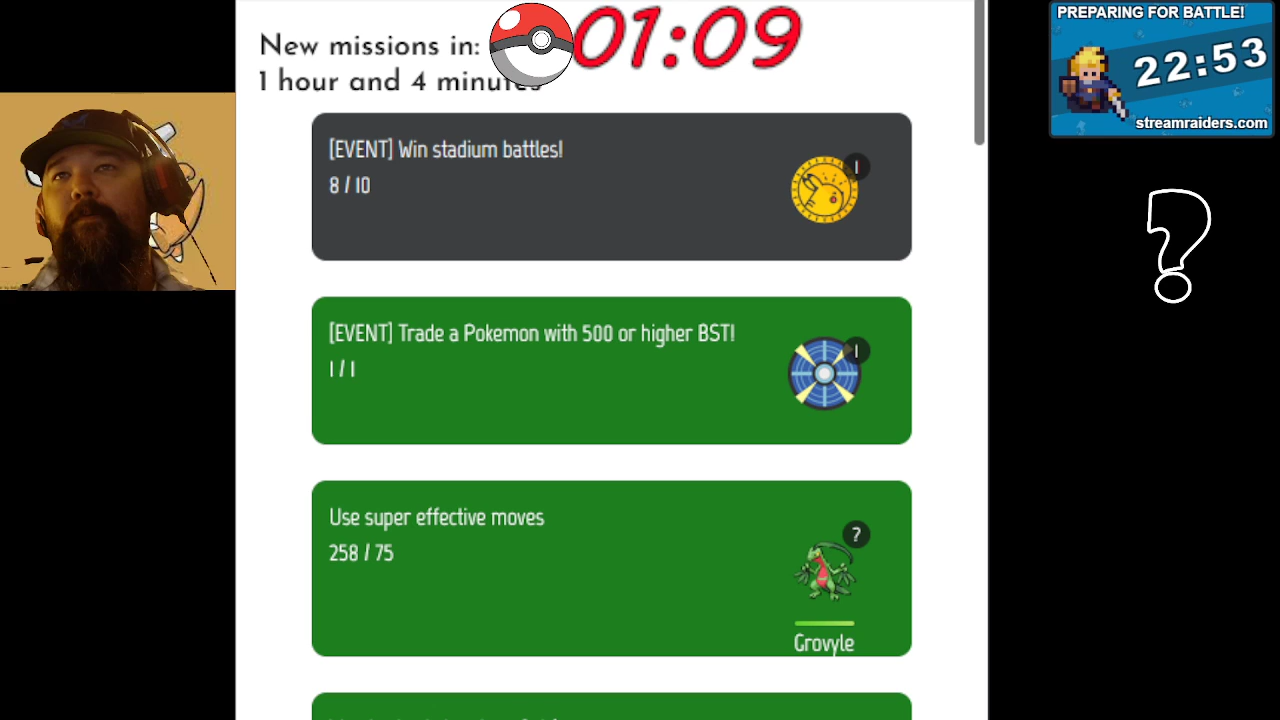 New missions in:
1 hour and 4 minutes
01:09
PREPARING FOR BATTLE!
22:53
streamraiders.com
[EVENT] Win stadium battles!
8 / 10
1
[EVENT] Trade a Pokemon with 500 or higher BST!
1 / 1
1
Use super effective moves
258 / 75
?
Grovyle
?